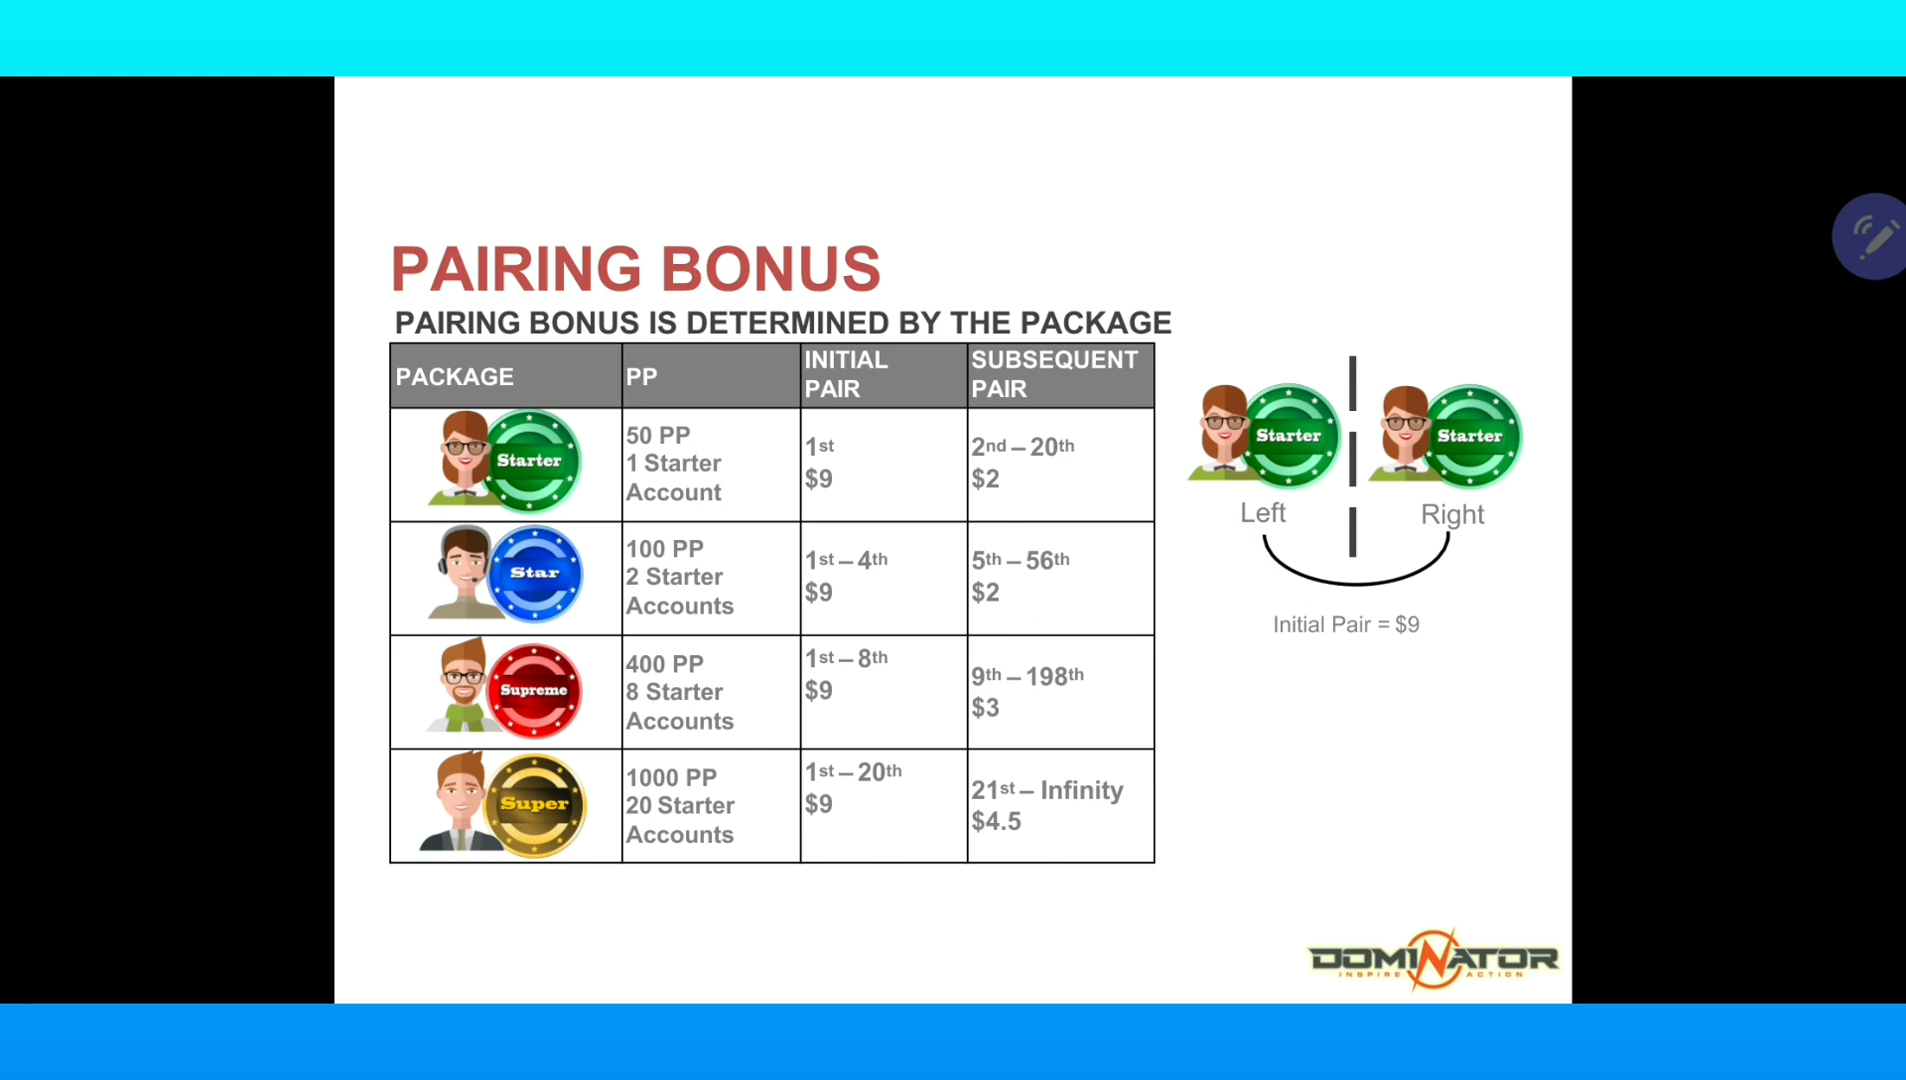 PAIRING BONUS
PAIRING BONUS IS DETERMINED BY THE PACKAGE
PACKAGE
PP
INITIAL
PAIR
SUBSEQUENT
PAIR
Starter
50 PP
1 Starter
Account
1st
$9
2nd – 20th
$2
Star
100 PP
2 Starter
Accounts
1st – 4th
$9
5th – 56th
$2
Supreme
400 PP
8 Starter
Accounts
1st – 8th
$9
9th – 198th
$3
Super
1000 PP
20 Starter
Accounts
1st – 20th
$9
21st – Infinity
$4.5
Starter
Starter
Left
Right
Initial Pair = $9
DOMINATOR
INSPIRE ACTION